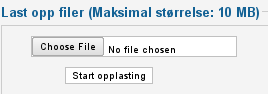 Last opp filer (Maksimal størrelse: 10 MB)
Choose File No file chosen
Start opplasting